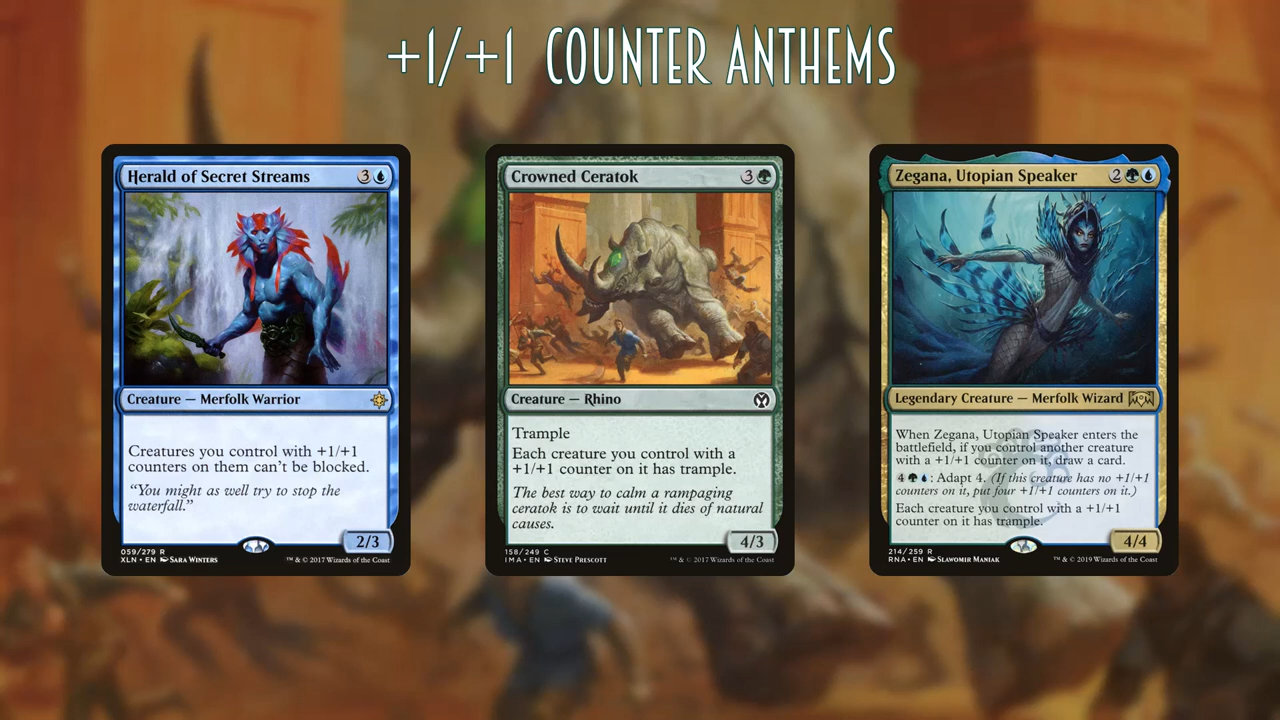 +1/+1 COUNTER ANTHEMS
Herald of Secret Streams 3
Creature — Merfolk Warrior
Creatures you control with +1/+1
counters on them can't be blocked.
"You might as well try to stop the
waterfall."
2/3
059/279 R
XLN • EN Sara Winters
™ & © 2017 Wizards of the Coast
Crowned Ceratok 3
Creature — Rhino
Trample
Each creature you control with a
+1/+1 counter on it has trample.
The best way to calm a rampaging
ceratok is to wait until it dies of natural
causes.
4/3
158/249 C
IMA • EN Steve Prescott
™ & © 2017 Wizards of the Coast
Zegana, Utopian Speaker 2
Legendary Creature — Merfolk Wizard
When Zegana, Utopian Speaker enters the
battlefield, if you control another creature
with a +1/+1 counter on it, draw a card.
4 : Adapt 4. (If this creature has no +1/+1
counters on it, put four +1/+1 counters on it.)
Each creature you control with a +1/+1
counter on it has trample.
4/4
214/259 R
RNA • EN Slawomir Maniak
™ & © 2019 Wizards of the Coast